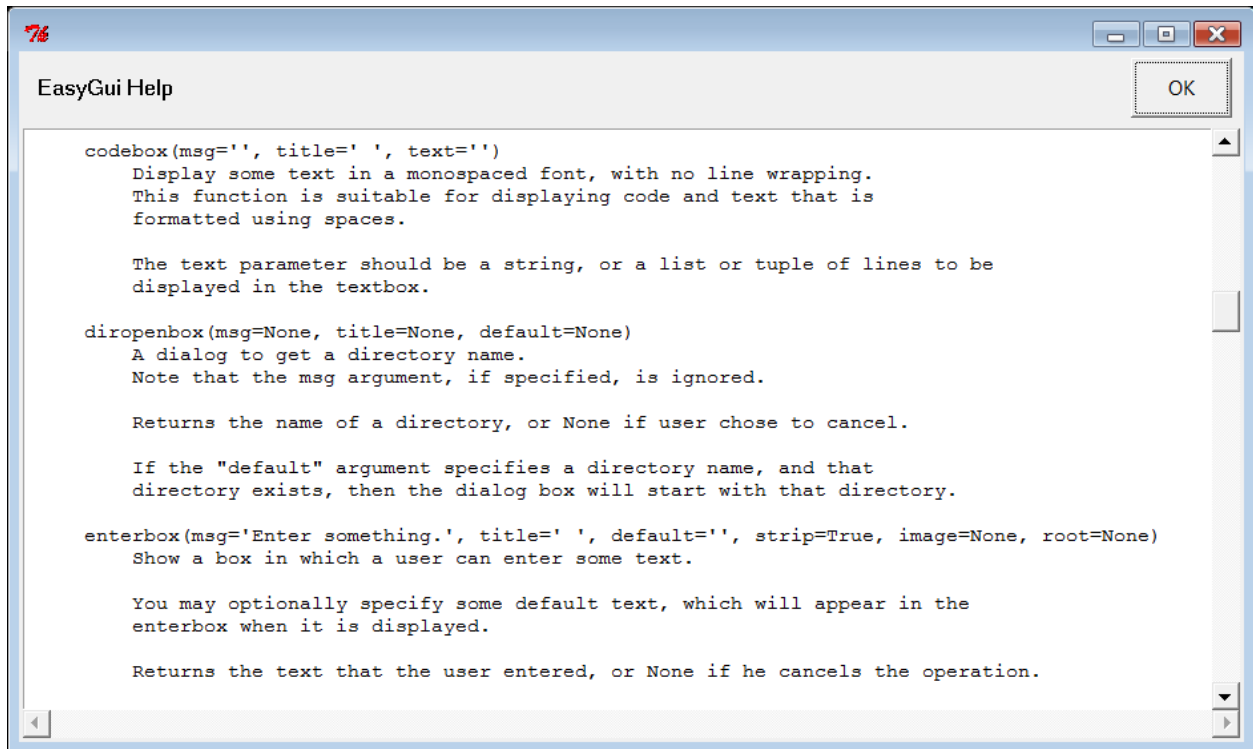 76
EasyGui Help
OK
codebox(msg='', title=' ', text='')
Display some text in a monospaced font, with no line wrapping.
This function is suitable for displaying code and text that is
formatted using spaces.
The text parameter should be a string, or a list or tuple of lines to be
displayed in the textbox.
diropenbox(msg=None, title=None, default=None)
A dialog to get a directory name.
Note that the msg argument, if specified, is ignored.
Returns the name of a directory, or None if user chose to cancel.
If the "default" argument specifies a directory name, and that
directory exists, then the dialog box will start with that directory.
enterbox(msg='Enter something.', title=' ', default='', strip=True, image=None, root=None)
Show a box in which a user can enter some text.
You may optionally specify some default text, which will appear in the
enterbox when it is displayed.
Returns the text that the user entered, or None if he cancels the operation.